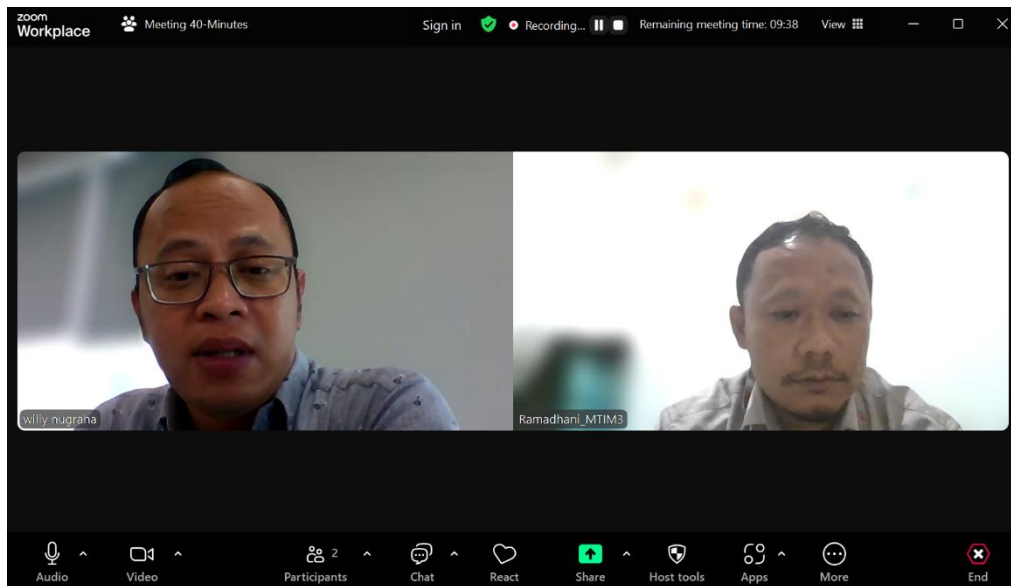 zoom
Workplace
Meeting 40-Minutes
Sign in
Recording...
Remaining meeting time: 09:38
View
willy nugraha
Ramadhani_MTIM3
Audio
Video
Participants
2
Chat
React
Share
Host tools
Apps
More
End